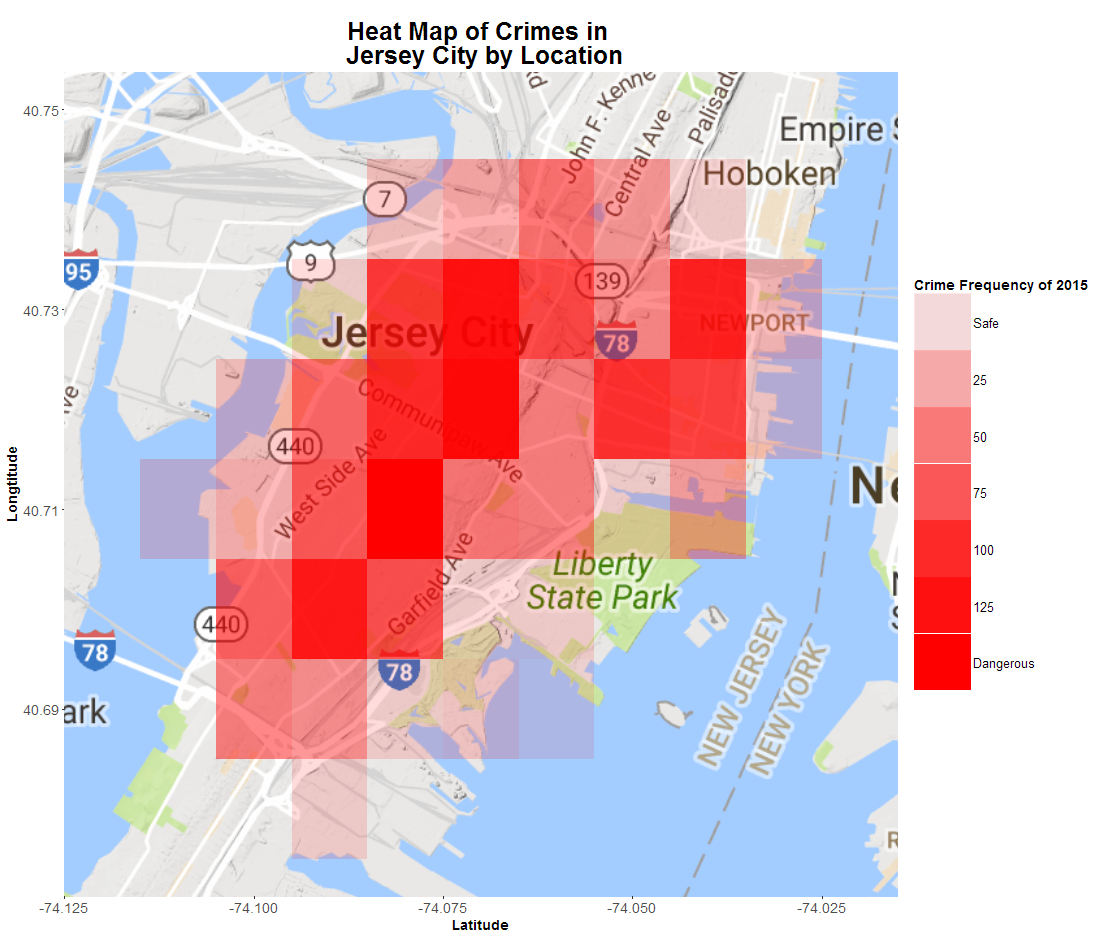 Heat Map of Crimes in
Jersey City by Location
40.75
40.73
40.71
40.69
Longtitude
-74.125
-74.100
-74.075
-74.050
-74.025
Latitude
John F. Kenne
Central Ave
Palisad
Empire S
Hoboken
7
9
95
139
NEWPORT
Jersey City
78
Communipaw Ave
440
West Side Ave
Ne
Garfield Ave
Liberty
State Park
440
78
78
ark
NEW JERSEY
NEW YORK
Crime Frequency of 2015
Safe
25
50
75
100
125
Dangerous